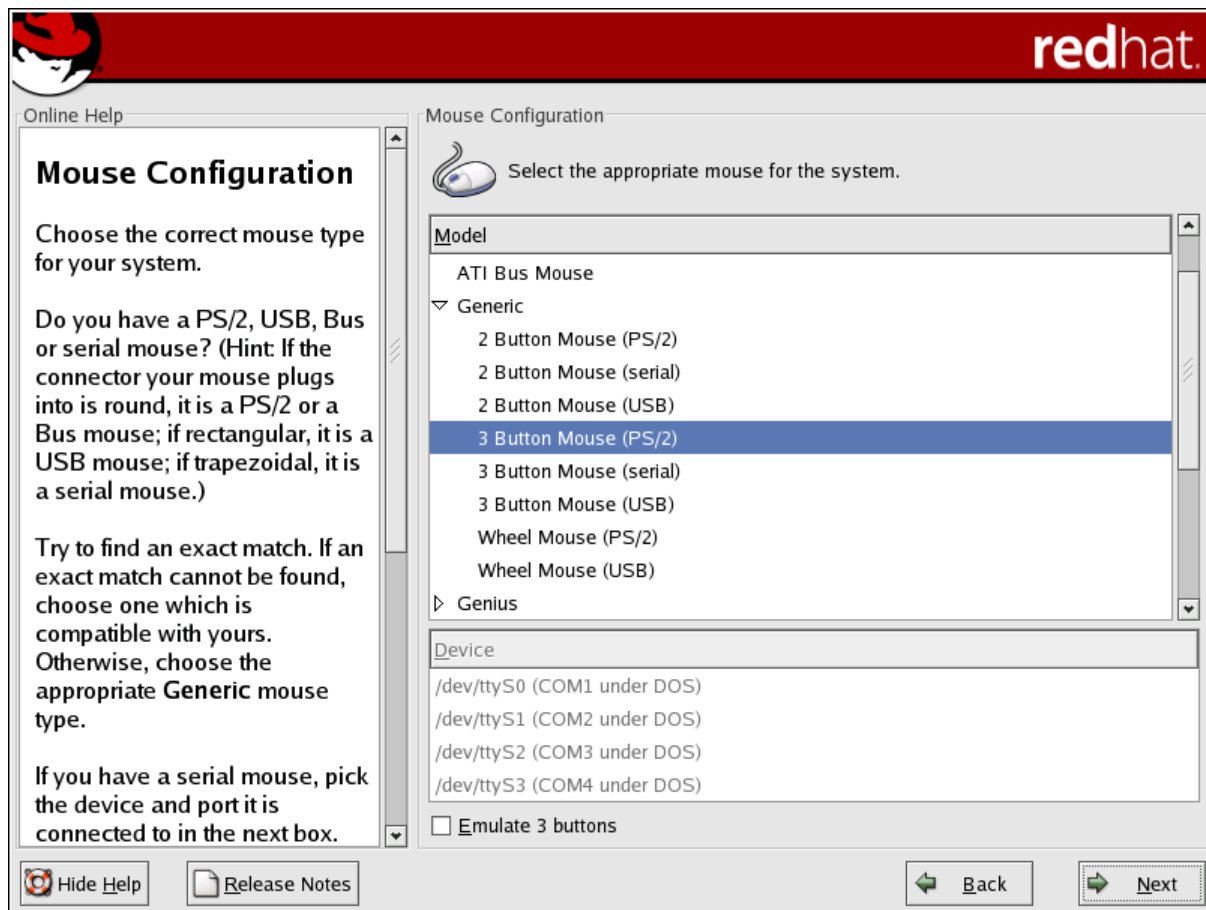 redhat.
Online Help
Mouse Configuration
Choose the correct mouse type
for your system.
Do you have a PS/2, USB, Bus
or serial mouse? (Hint: If the
connector your mouse plugs
into is round, it is a PS/2 or a
Bus mouse; if rectangular, it is a
USB mouse; if trapezoidal, it is
a serial mouse.)
Try to find an exact match. If an
exact match cannot be found,
choose one which is
compatible with yours.
Otherwise, choose the
appropriate Generic mouse
type.
If you have a serial mouse, pick
the device and port it is
connected to in the next box.
Mouse Configuration
Select the appropriate mouse for the system.
Model
ATI Bus Mouse
Generic
2 Button Mouse (PS/2)
2 Button Mouse (serial)
2 Button Mouse (USB)
3 Button Mouse (PS/2)
3 Button Mouse (serial)
3 Button Mouse (USB)
Wheel Mouse (PS/2)
Wheel Mouse (USB)
Genius
Device
/dev/ttyS0 (COM1 under DOS)
/dev/ttyS1 (COM2 under DOS)
/dev/ttyS2 (COM3 under DOS)
/dev/ttyS3 (COM4 under DOS)
Emulate 3 buttons
Hide Help
Release Notes
Back
Next